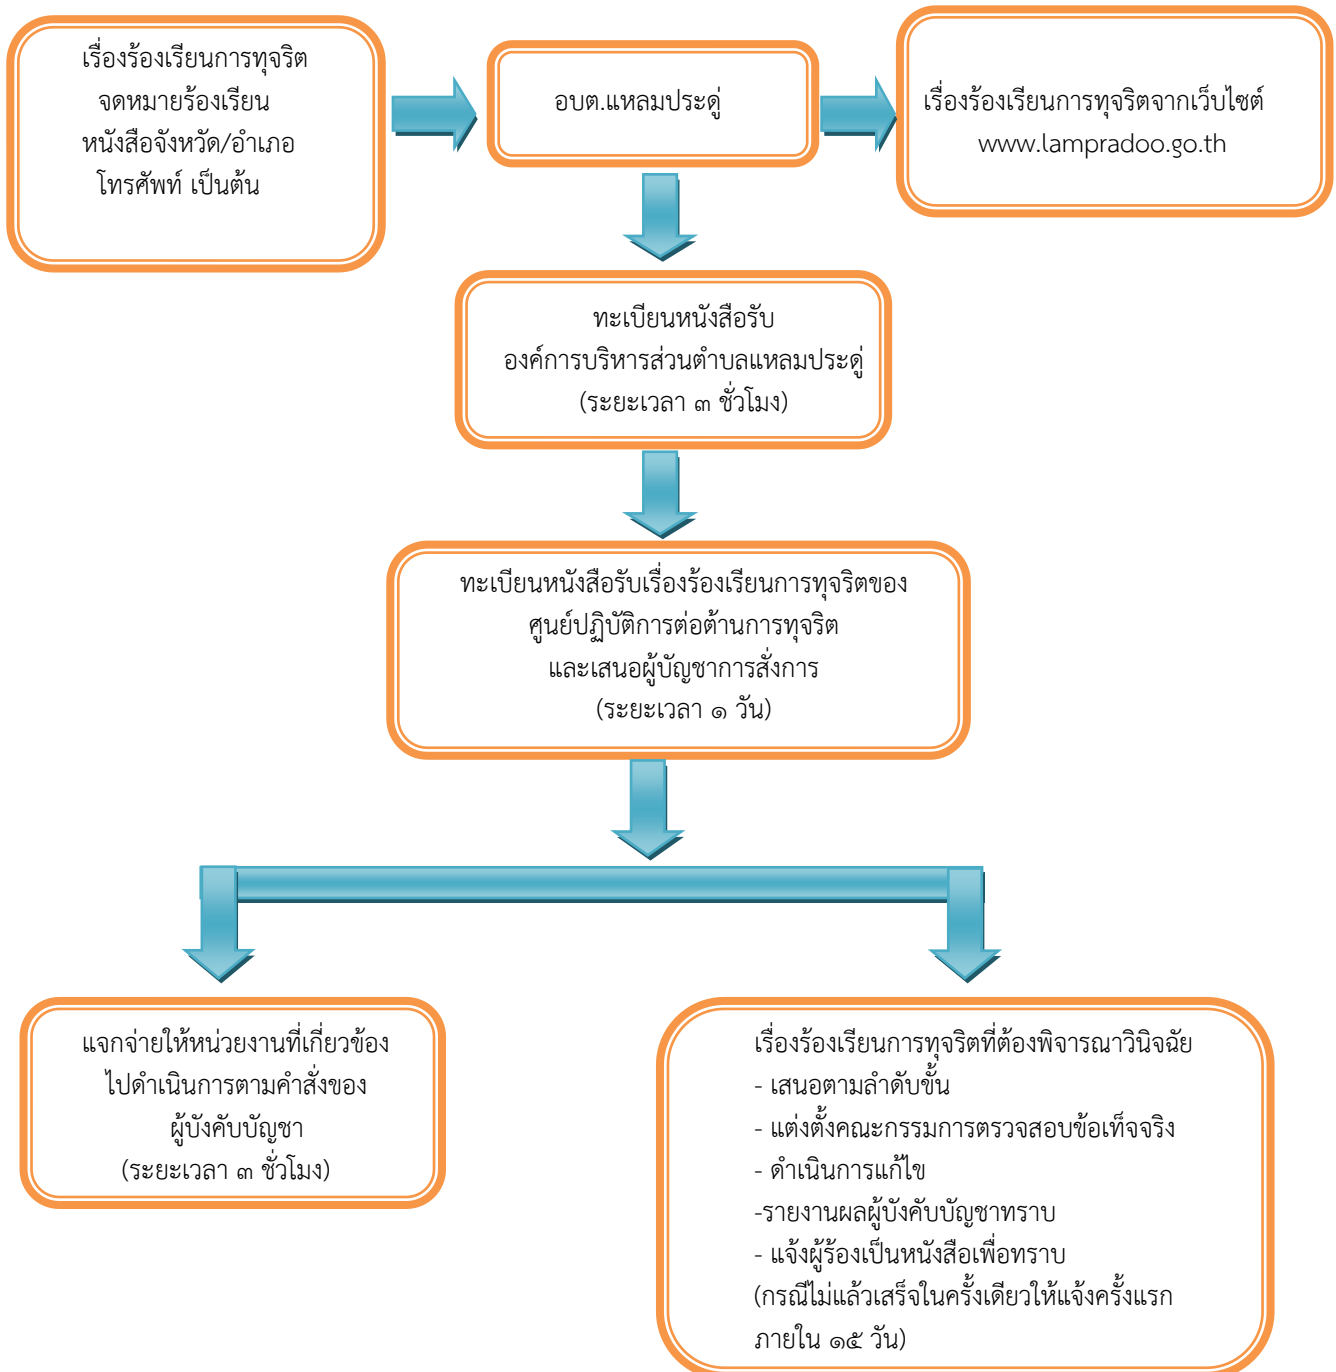 เรื่องร้องเรียนการทุจริต
จดหมายร้องเรียน
หนังสือจังหวัด/อำเภอ
โทรศัพท์ เป็นต้น
อบต.แหลมประดู่
เรื่องร้องเรียนการทุจริตจากเว็บไซต์
www.lampradoo.go.th
ทะเบียนหนังสือรับ
องค์การบริหารส่วนตำบลแหลมประดู่
(ระยะเวลา ๓ ชั่วโมง)
ทะเบียนหนังสือรับเรื่องร้องเรียนการทุจริตของ
ศูนย์ปฏิบัติการต่อต้านการทุจริต
และเสนอผู้บัญชาการสั่งการ
(ระยะเวลา ๑ วัน)
แจกจ่ายให้หน่วยงานที่เกี่ยวข้อง
ไปดำเนินการตามคำสั่งของ
ผู้บังคับบัญชา
(ระยะเวลา ๓ ชั่วโมง)
เรื่องร้องเรียนการทุจริตที่ต้องพิจารณาวินิจฉัย
- เสนอตามลำดับขั้น
- แต่งตั้งคณะกรรมการตรวจสอบข้อเท็จจริง
- ดำเนินการแก้ไข
-รายงานผลผู้บังคับบัญชาทราบ
- แจ้งผู้ร้องเป็นหนังสือเพื่อทราบ
(กรณีไม่แล้วเสร็จในครั้งเดียวให้แจ้งครั้งแรก
ภายใน ๑๕ วัน)